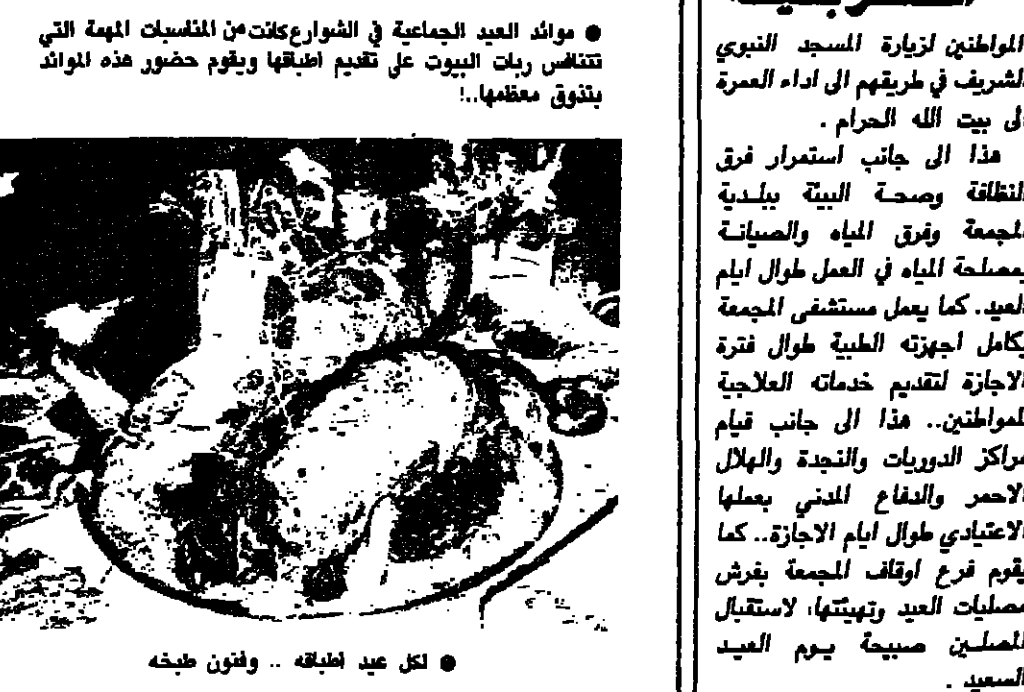 ● موائد العيد الجماعية في الشوارع كانت من المناسبات المهمة التي
تتنافس ربات البيوت على تقديم اطباقها ويقوم حضور هذه الموائد
بتذوق معظمها..!
● لكل عيد اطباقه .. وفنون طبخه
المواطنين لزيارة المسجد النبوي
الشريف في طريقهم الى اداء العمرة
الى بيت الله الحرام .
هذا الى جانب استمرار فرق
النظافة وصحة البيئة ببلدية
المجمعة وفرق المياه والصيانة
بمصلحة المياه في العمل طوال ايام
العيد. كما يعمل مستشفى المجمعة
بكامل اجهزته الطبية طوال فترة
الاجازة لتقديم خدماته العلاجية
للمواطنين.. هذا الى جانب قيام
مراكز الدوريات والنجدة والهلال
الاحمر والدفاع المدني بعملها
الاعتيادي طوال ايام الاجازة.. كما
يقوم فرع اوقاف المجمعة بفرش
مصليات العيد وتهيئتها، لاستقبال
المصلين صبيحة يوم العيد
السعيد .